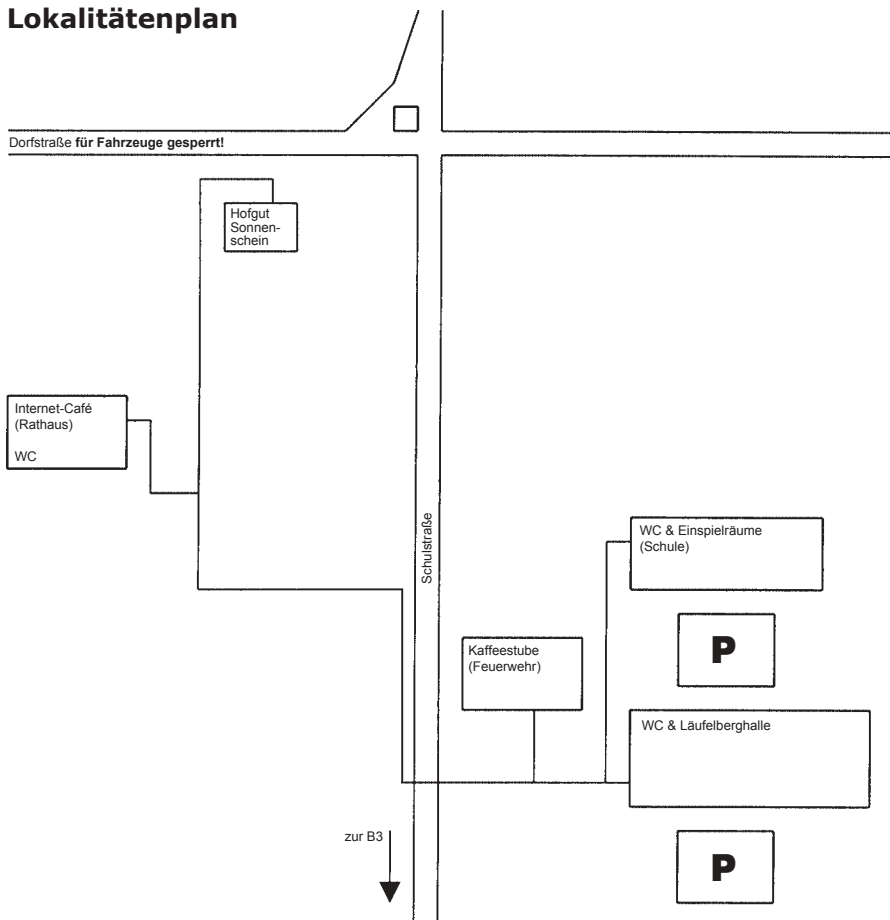 Lokalitätenplan
Dorfstraße für Fahrzeuge gesperrt!
Hofgut
Sonnen-
schein
Internet-Café
(Rathaus)
WC
Schulstraße
WC & Einspielräume
(Schule)
P
Kaffeestube
(Feuerwehr)
WC & Läufelberghalle
zur B3
P